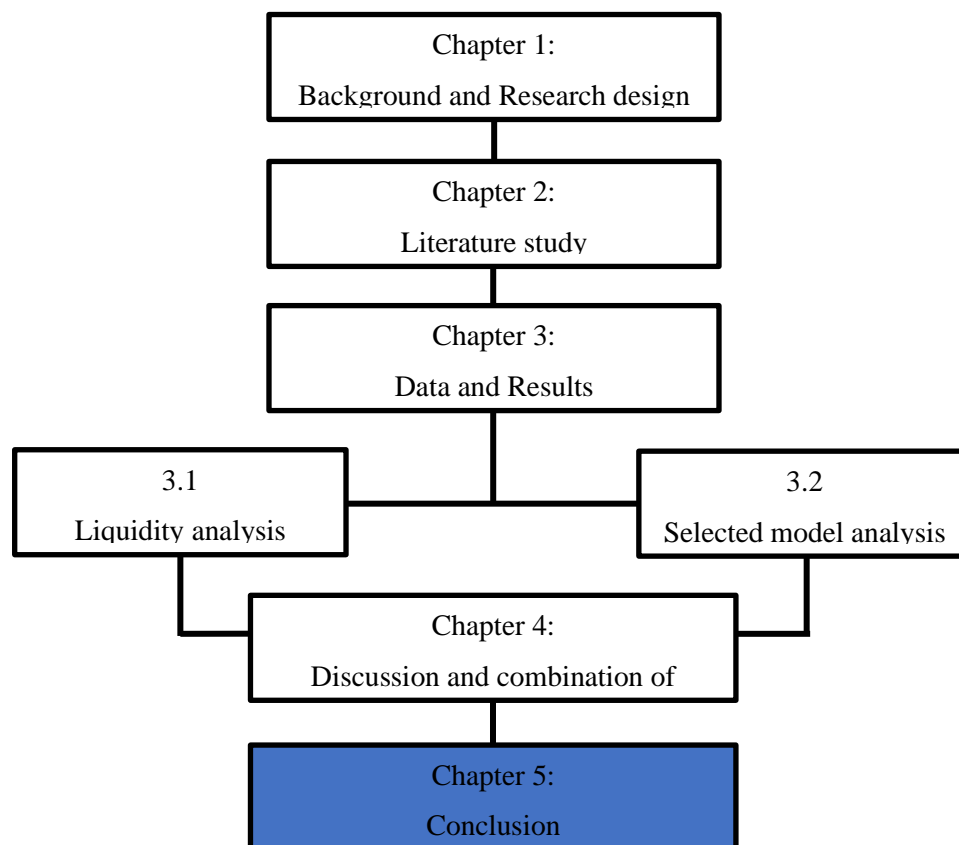 Chapter 1:
Background and Research design
Chapter 2:
Literature study
Chapter 3:
Data and Results
3.1
Liquidity analysis
3.2
Selected model analysis
Chapter 4:
Discussion and combination of
Chapter 5:
Conclusion